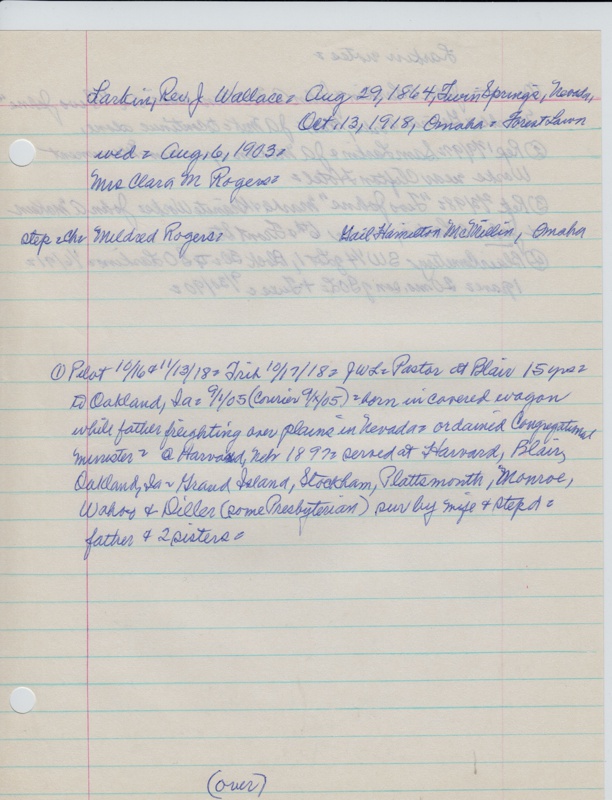 Larkin, Rev. J. Wallace = Aug 29, 1864, Twin Springs, Nevada,
Oct. 13, 1918, Omaha = Forest Lawn
wed = Aug. 6, 1903 =
Mrs Clara M Rogers =
step = ch = Mildred Rogers = Gail Hamilton McMillin, Omaha
① Pilot 10/16 & 11/13/18 = Trib 10/17/18 = JWL = Pastor at Blair 15 yrs =
to Oakland, Ia = 9/1/05 (Courier 9/1/05) = born in covered wagon
while father freighting over plains "in Nevada = ordained Congregational
minister = @ Harvard, Nebr 1897 = served at Harvard, Blair,
Oakland, Ia = Grand Island, Stockham, Plattsmouth, Monroe,
Wahoo & Diller (some Presbyterian) sur by wife & step d =
father & 2 sisters =
(over)